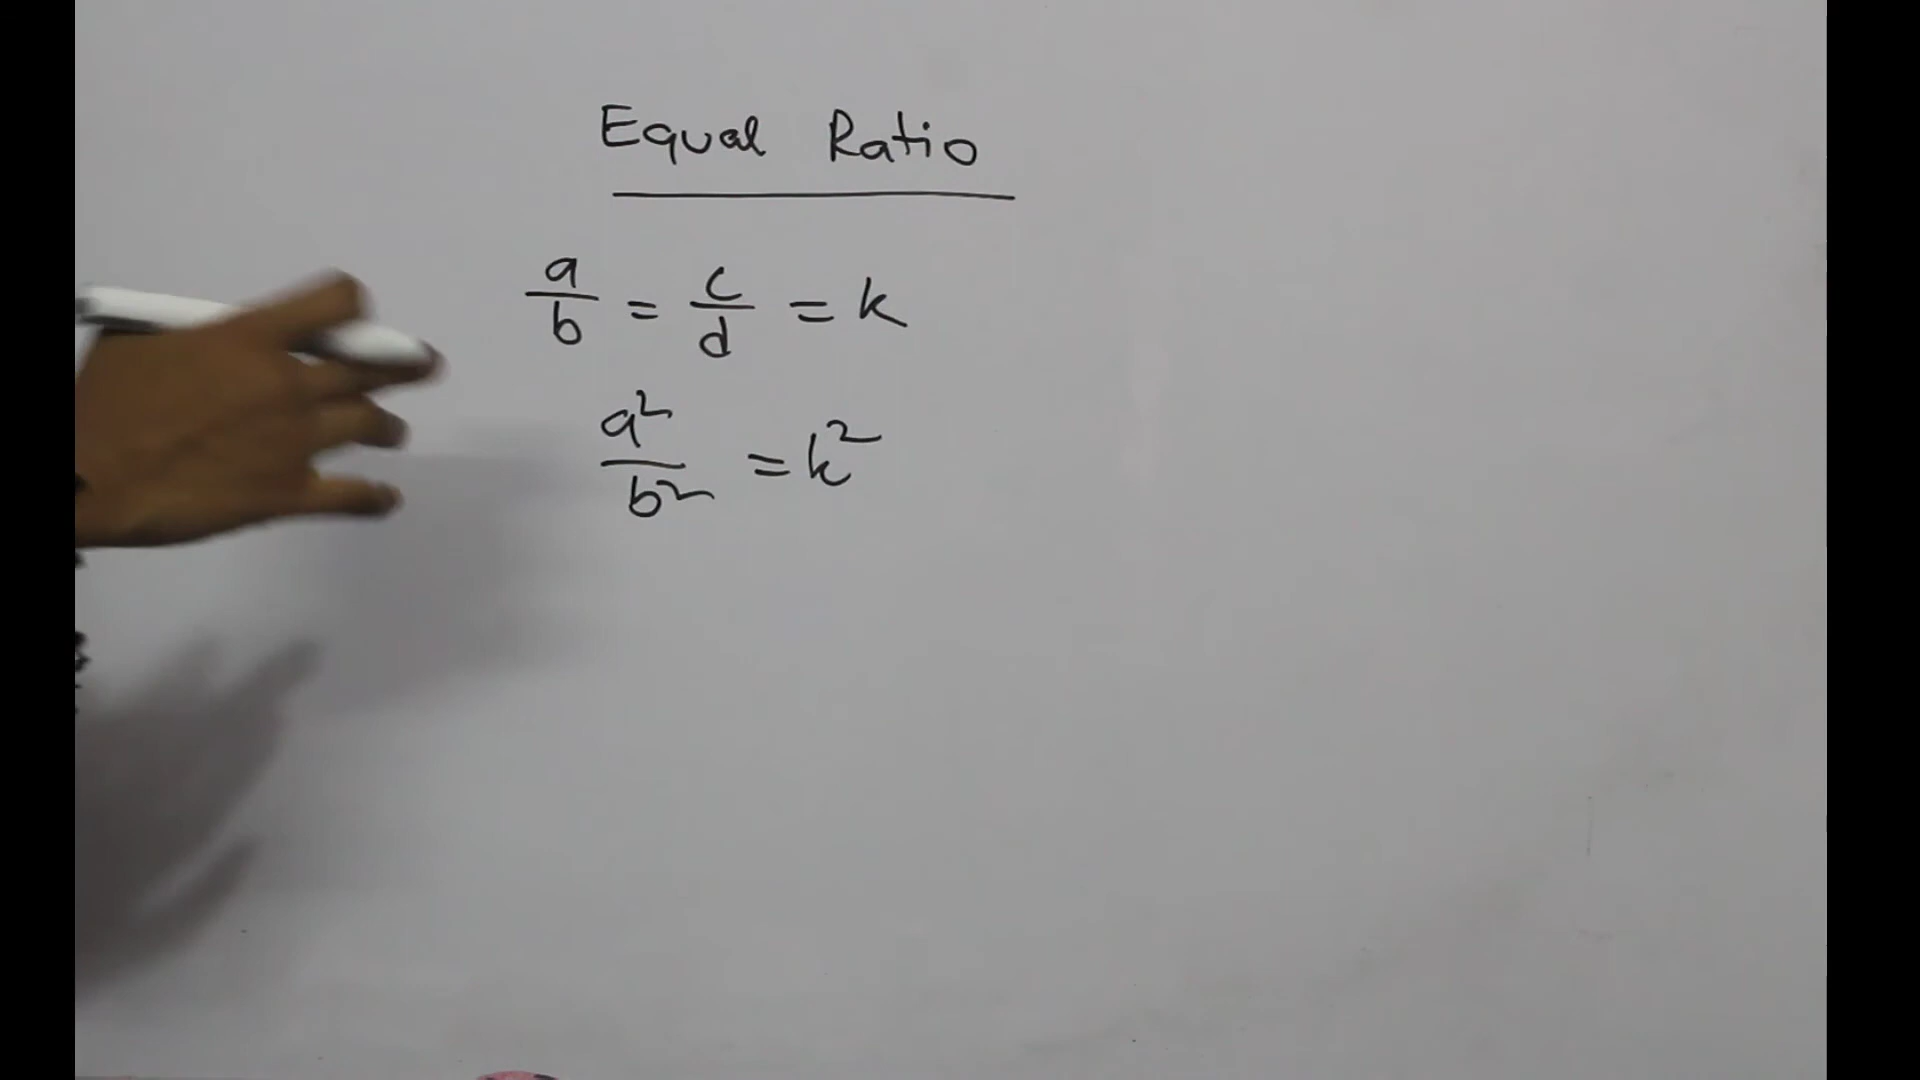 Equal Ratio
a/b = c/d = k
a²/b² = k²